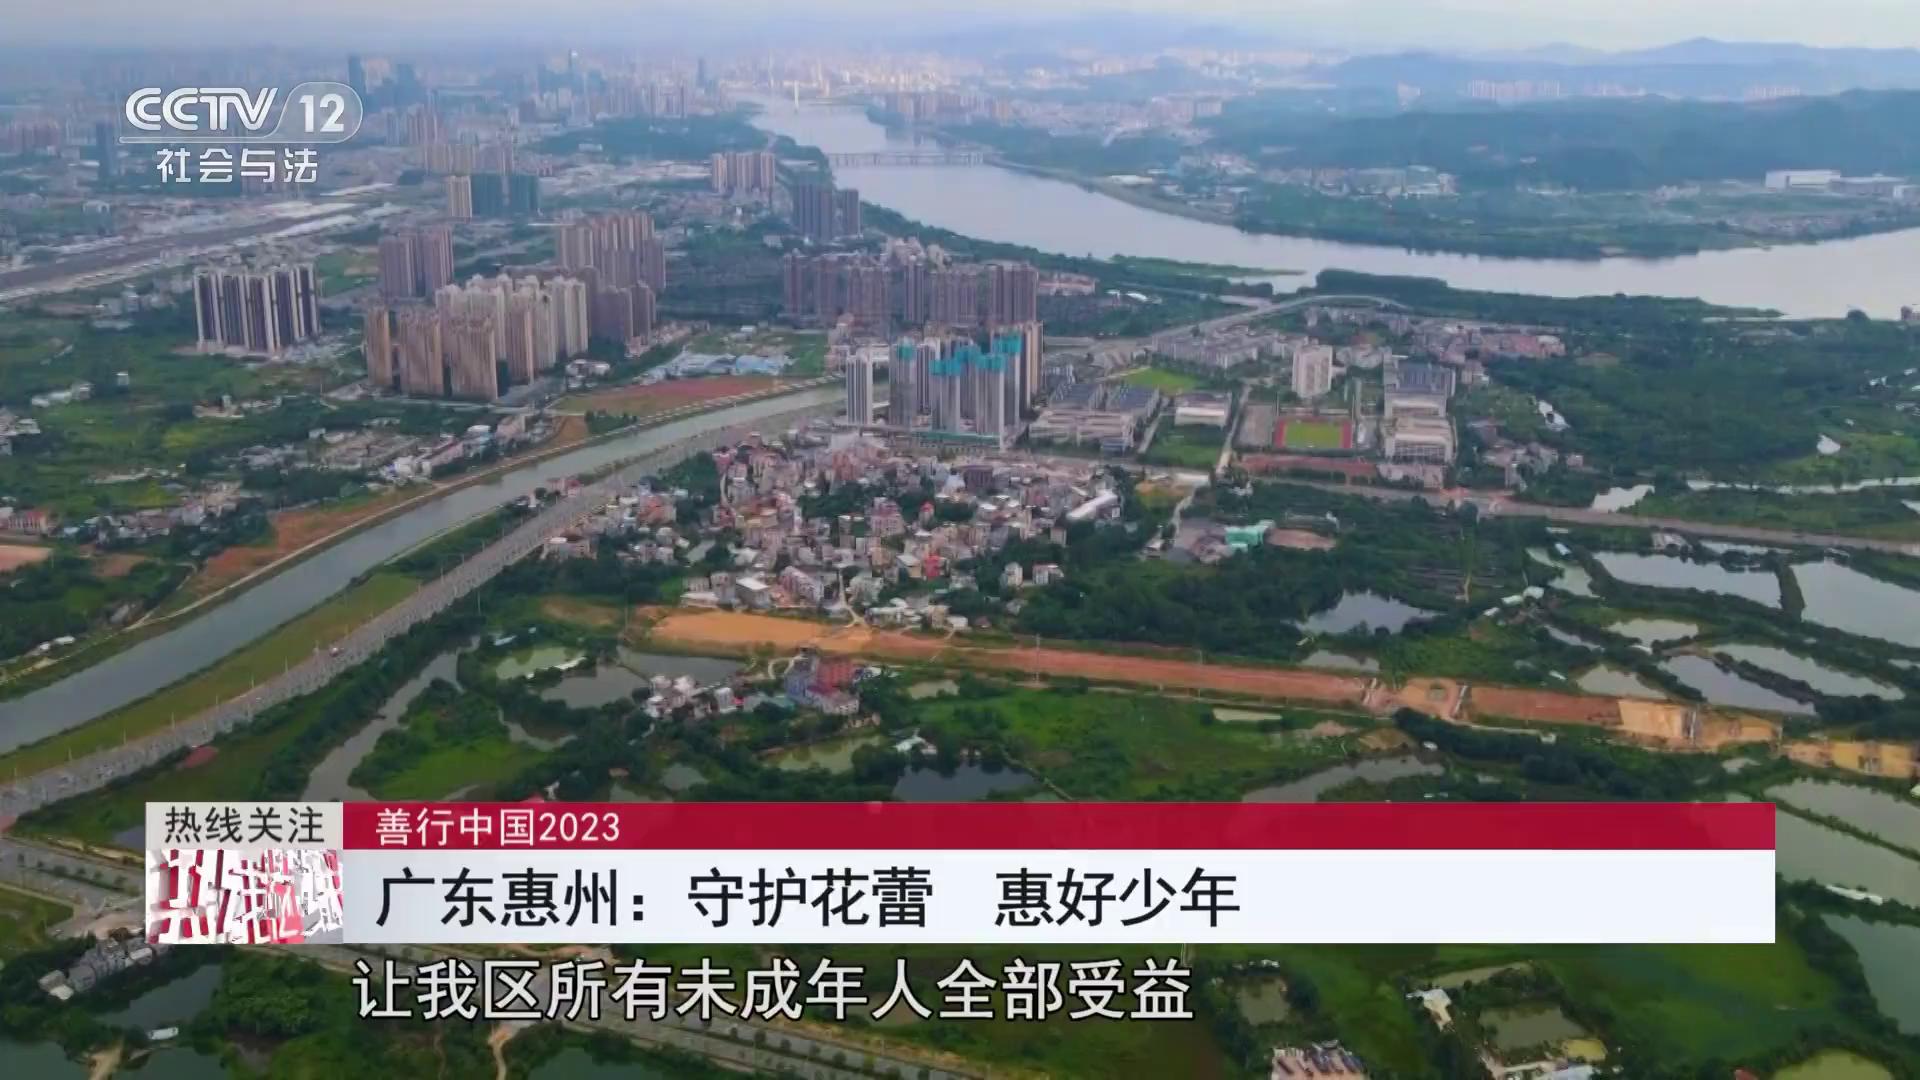 CCTV 12
社会与法
热线关注
善行中国2023
广东惠州：守护花蕾 惠好少年
让我区所有未成年人全部受益